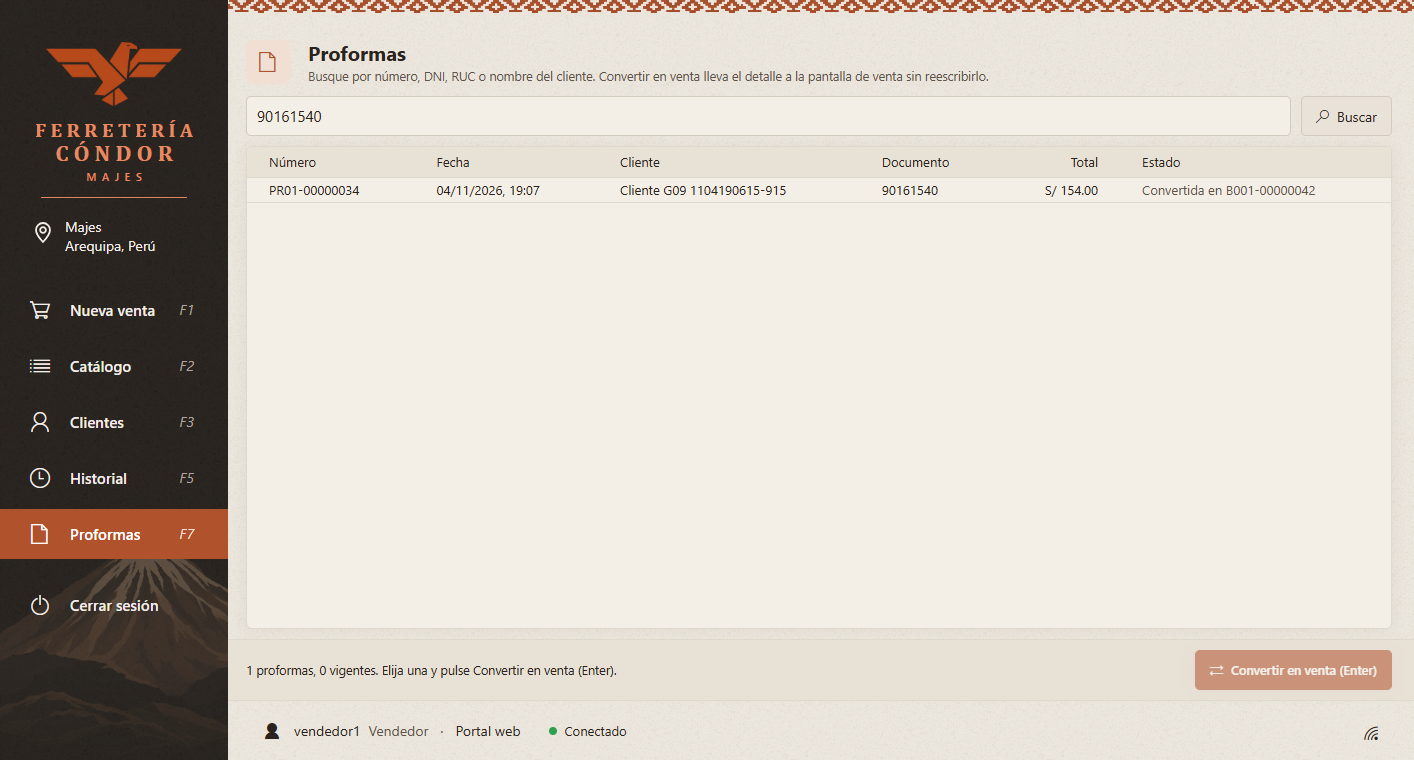 FERRETERÍA
CÓNDOR
MAJES
Majes
Arequipa, Perú
Nueva venta F1
Catálogo F2
Clientes F3
Historial F5
Proformas F7
Cerrar sesión
Proformas
Busque por número, DNI, RUC o nombre del cliente. Convertir en venta lleva el detalle a la pantalla de venta sin reescribirlo.
90161540 Buscar
Número Fecha Cliente Documento Total Estado
PR01-00000034 04/11/2026, 19:07 Cliente G09 1104190615-915 90161540 S/ 154.00 Convertida en B001-00000042
1 proformas, 0 vigentes. Elija una y pulse Convertir en venta (Enter). Convertir en venta (Enter)
vendedor1 Vendedor · Portal web Conectado